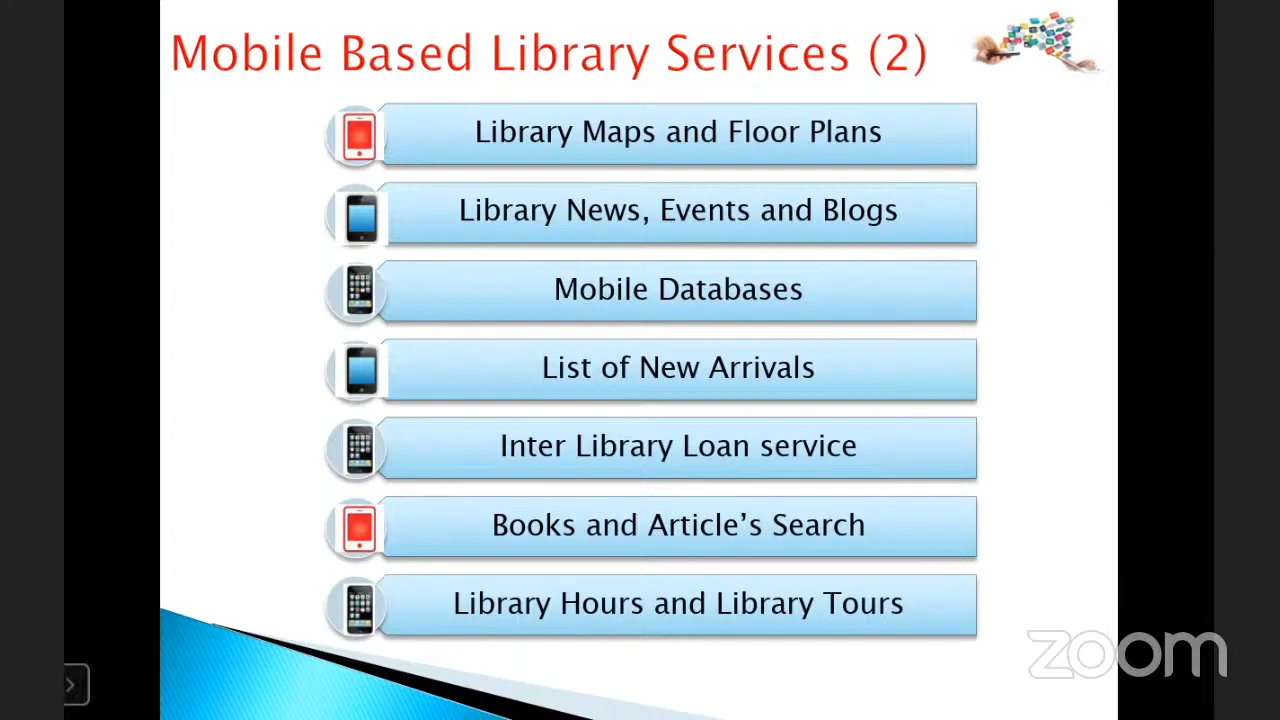 Mobile Based Library Services (2)
Library Maps and Floor Plans
Library News, Events and Blogs
Mobile Databases
List of New Arrivals
Inter Library Loan service
Books and Article’s Search
Library Hours and Library Tours
zoom